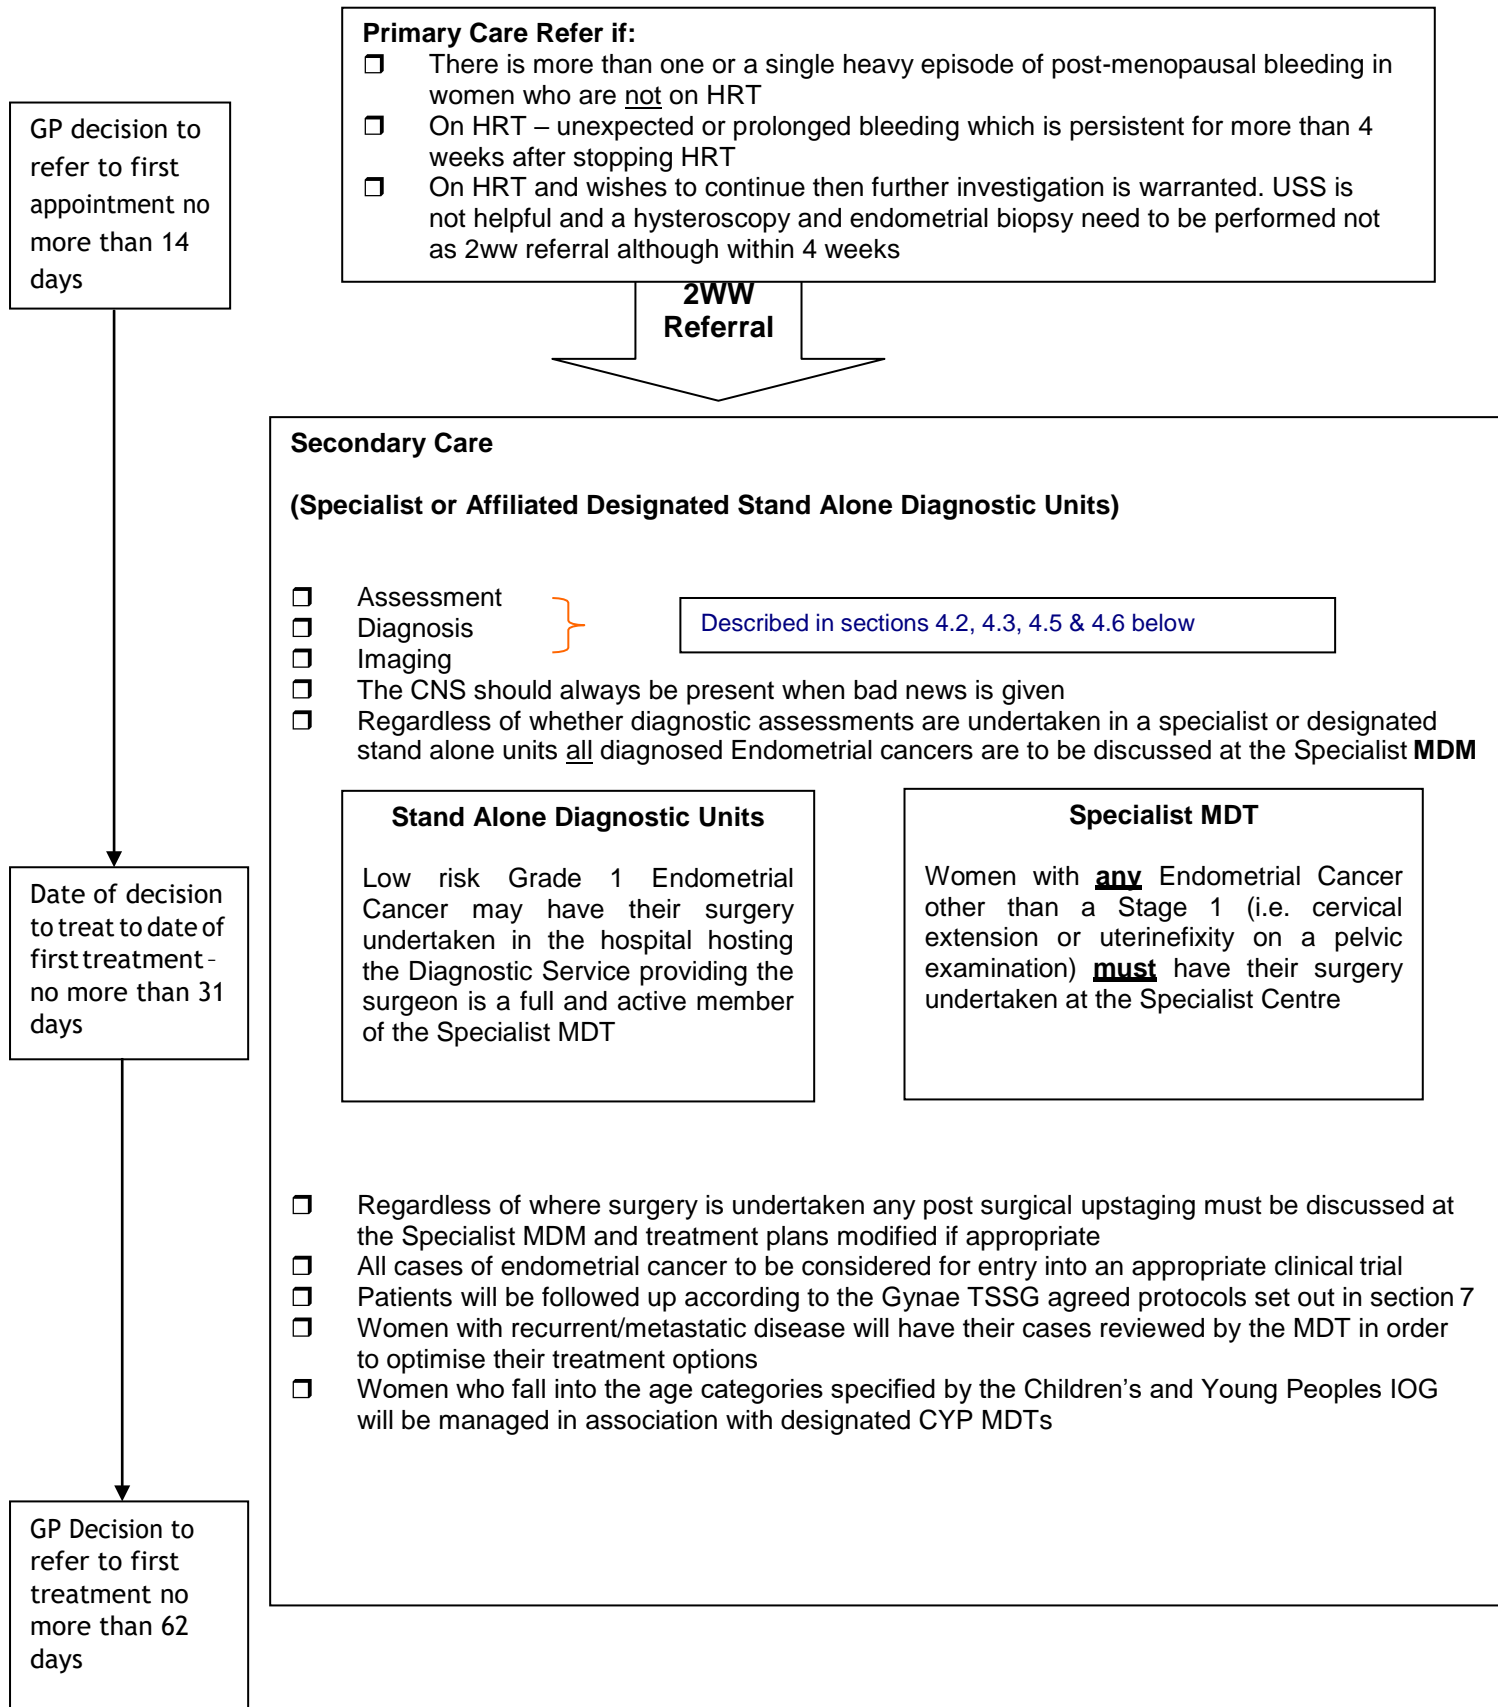 Primary Care Refer if:
❒ There is more than one or a single heavy episode of post-menopausal bleeding in
women who are not on HRT
❒ On HRT – unexpected or prolonged bleeding which is persistent for more than 4
weeks after stopping HRT
❒ On HRT and wishes to continue then further investigation is warranted. USS is
not helpful and a hysteroscopy and endometrial biopsy need to be performed not
as 2ww referral although within 4 weeks
GP decision to
refer to first
appointment no
more than 14
days
2WW
Referral
Secondary Care
(Specialist or Affiliated Designated Stand Alone Diagnostic Units)
❒ Assessment
❒ Diagnosis
❒ Imaging
Described in sections 4.2, 4.3, 4.5 & 4.6 below
❒ The CNS should always be present when bad news is given
❒ Regardless of whether diagnostic assessments are undertaken in a specialist or designated
stand alone units all diagnosed Endometrial cancers are to be discussed at the Specialist MDM
Stand Alone Diagnostic Units
Low risk Grade 1 Endometrial
Cancer may have their surgery
undertaken in the hospital hosting
the Diagnostic Service providing the
surgeon is a full and active member
of the Specialist MDT
Specialist MDT
Women with any Endometrial Cancer
other than a Stage 1 (i.e. cervical
extension or uterinefixity on a pelvic
examination) must have their surgery
undertaken at the Specialist Centre
Date of decision
to treat to date of
first treatment –
no more than 31
days
❒ Regardless of where surgery is undertaken any post surgical upstaging must be discussed at
the Specialist MDM and treatment plans modified if appropriate
❒ All cases of endometrial cancer to be considered for entry into an appropriate clinical trial
❒ Patients will be followed up according to the Gynae TSSG agreed protocols set out in section 7
❒ Women with recurrent/metastatic disease will have their cases reviewed by the MDT in order
to optimise their treatment options
❒ Women who fall into the age categories specified by the Children’s and Young Peoples IOG
will be managed in association with designated CYP MDTs
GP Decision to
refer to first
treatment no
more than 62
days